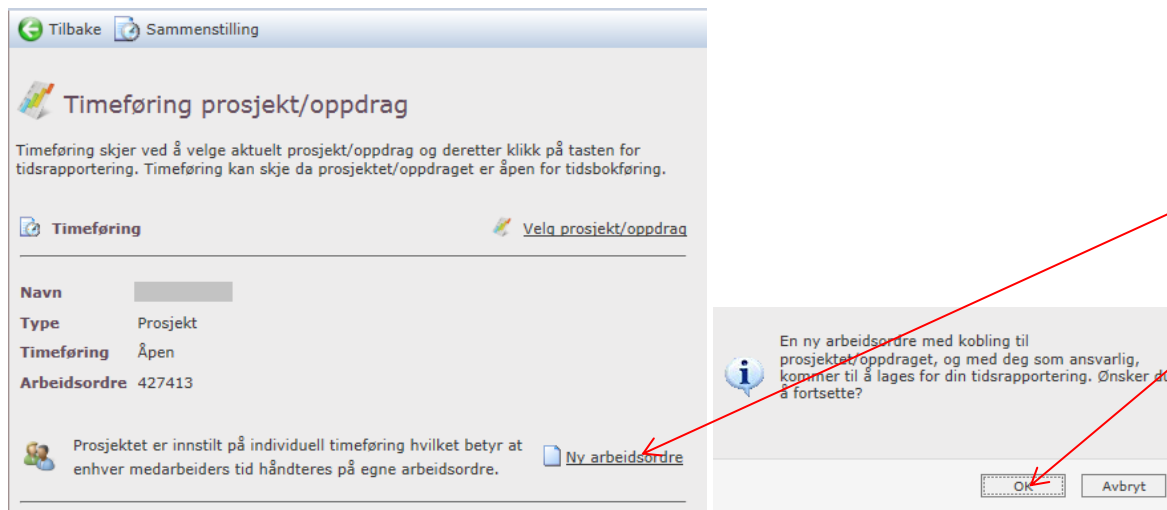 Tilbake Sammenstilling
Timeføring prosjekt/oppdrag
Timeføring skjer ved å velge aktuelt prosjekt/oppdrag og deretter klikk på tasten for
tidsrapportering. Timeføring kan skje da prosjektet/oppdraget er åpen for tidsbokføring.
Timeføring Velg prosjekt/oppdrag
Navn
Type Prosjekt
Timeføring Åpen
Arbeidsordre 427413
Prosjektet er innstilt på individuell timeføring hvilket betyr at
enhver medarbeiders tid håndteres på egne arbeidsordre.
Ny arbeidsordre
En ny arbeidsordre med kobling til
prosjektet/oppdraget, og med deg som ansvarlig,
kommer til å lages for din tidsrapportering. Ønsker du
å fortsette?
OK Avbryt